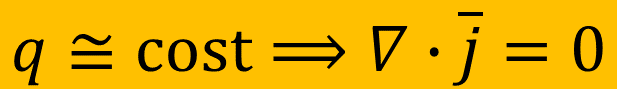 q ≅ cost ⟹ ∇ · j̅ = 0